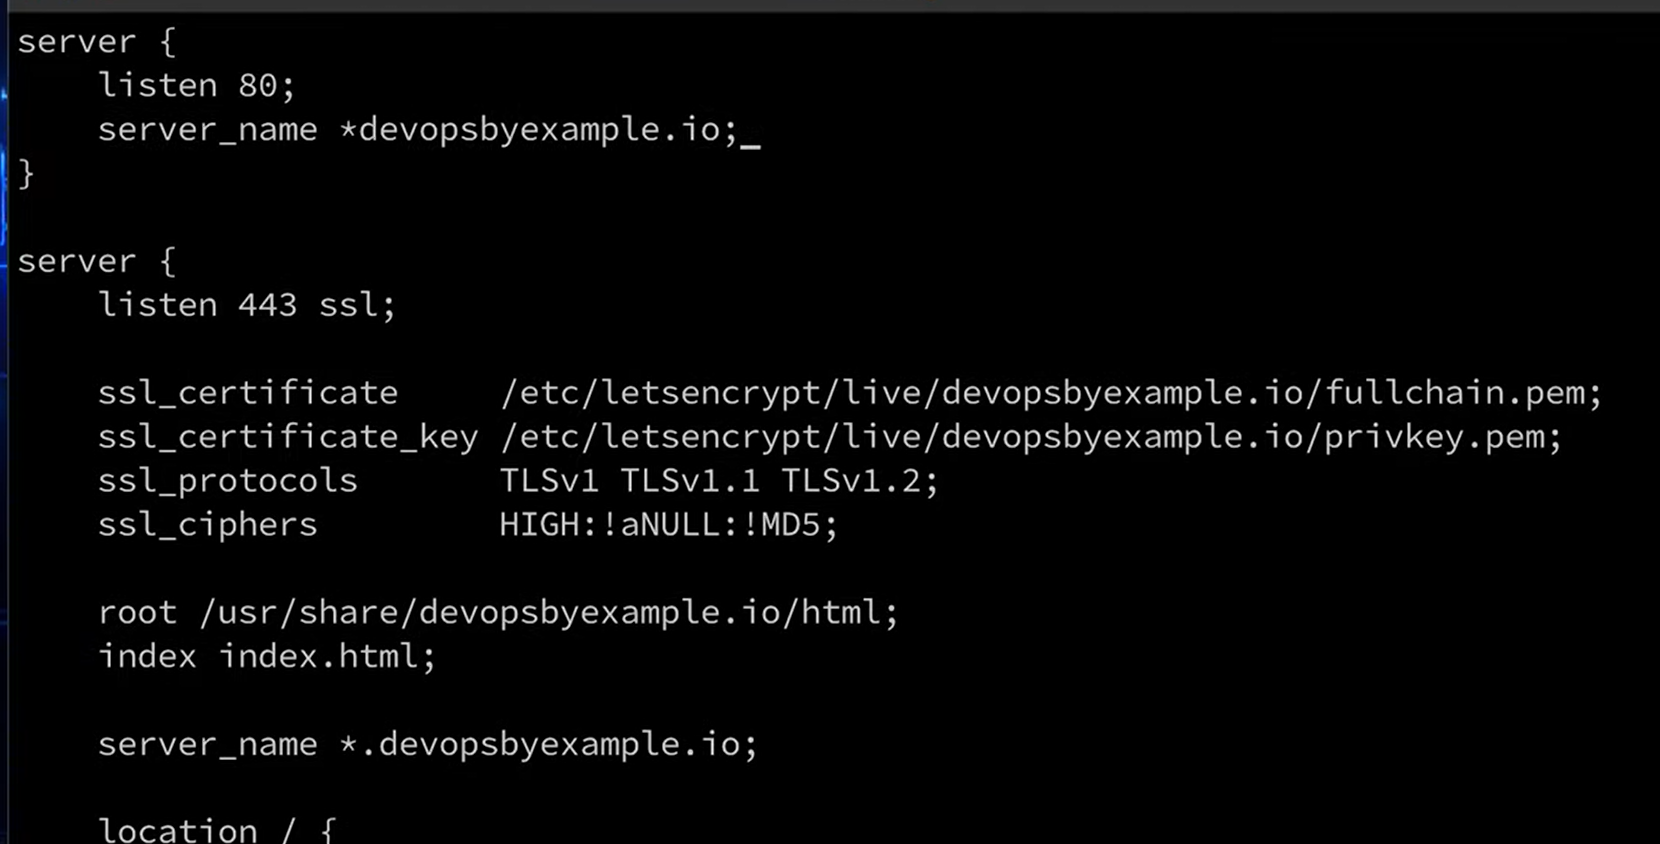 server {
    listen 80;
    server_name *devopsbyexample.io;_
}

server {
    listen 443 ssl;

    ssl_certificate     /etc/letsencrypt/live/devopsbyexample.io/fullchain.pem;
    ssl_certificate_key /etc/letsencrypt/live/devopsbyexample.io/privkey.pem;
    ssl_protocols       TLSv1 TLSv1.1 TLSv1.2;
    ssl_ciphers         HIGH:!aNULL:!MD5;

    root /usr/share/devopsbyexample.io/html;
    index index.html;

    server_name *.devopsbyexample.io;

    location / {